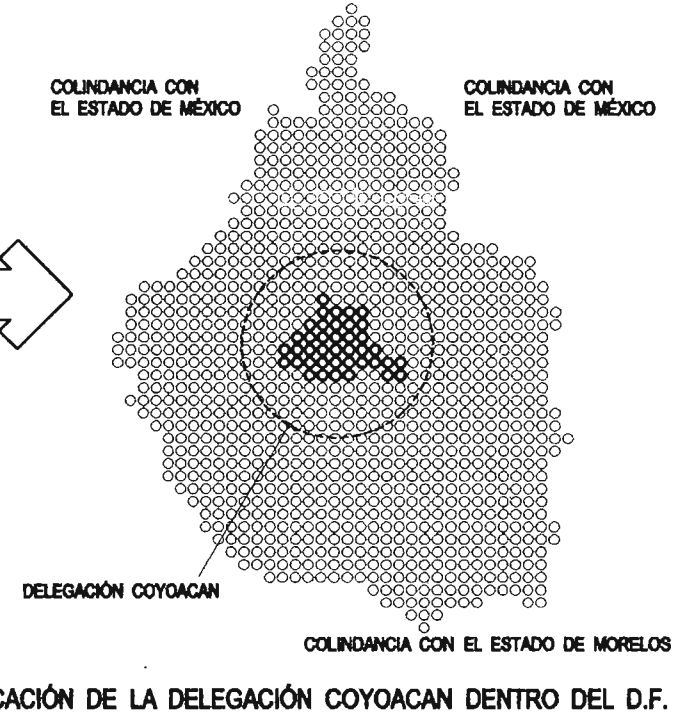 COLINDANCIA CON
EL ESTADO DE MÉXICO
COLINDANCIA CON
EL ESTADO DE MÉXICO
DELEGACIÓN COYOACAN
COLINDANCIA CON EL ESTADO DE MORELOS
CACIÓN DE LA DELEGACIÓN COYOACAN DENTRO DEL D.F.